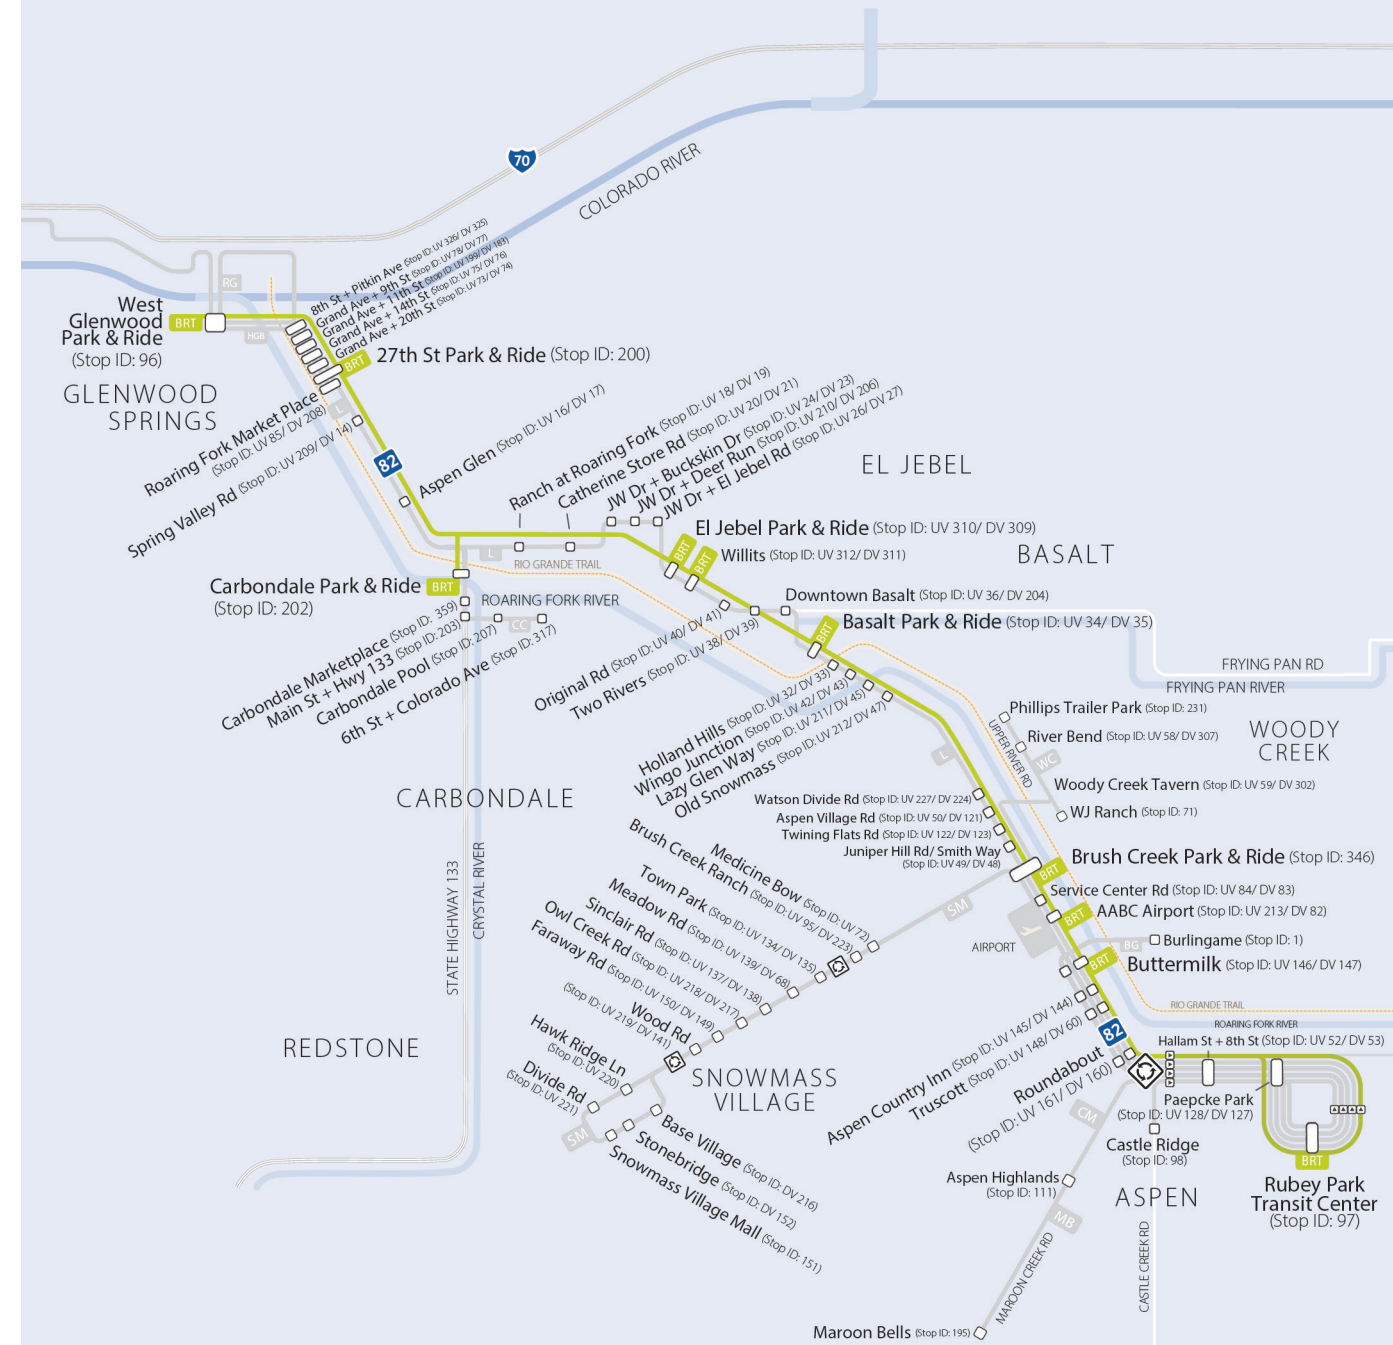 70
COLORADO RIVER
8th St + Pitkin Ave (Stop ID: UV 326/ DV 325)
Grand Ave + 9th St (Stop ID: UV 78/ DV 77)
Grand Ave + 11th St (Stop ID: UV 199/ DV 183)
Grand Ave + 14th St (Stop ID: UV 75/ DV 76)
Grand Ave + 20th St (Stop ID: UV 73/ DV 74)
RG
HGB
West
Glenwood
Park & Ride
(Stop ID: 96)
BRT
BRT
27th St Park & Ride (Stop ID: 200)
GLENWOOD
SPRINGS
Roaring Fork Market Place
(Stop ID: UV 85/ DV 208)
L
Spring Valley Rd (Stop ID: UV 209/ DV 14)
82
Aspen Glen (Stop ID: UV 16/ DV 17)
Ranch at Roaring Fork (Stop ID: UV 18/ DV 19)
Catherine Store Rd (Stop ID: UV 20/ DV 21)
JW Dr + Buckskin Dr (Stop ID: UV 24/ DV 23)
JW Dr + Deer Run (Stop ID: UV 210/ DV 206)
JW Dr + El Jebel Rd (Stop ID: UV 26/ DV 27)
EL JEBEL
El Jebel Park & Ride (Stop ID: UV 310/ DV 309)
BRT
BRT
Willits (Stop ID: UV 312/ DV 311)
BASALT
L
RIO GRANDE TRAIL
Carbondale Park & Ride
(Stop ID: 202)
BRT
ROARING FORK RIVER
CC
Carbondale Marketplace (Stop ID: 359)
Main St + Hwy 133 (Stop ID: 203)
Carbondale Pool (Stop ID: 207)
6th St + Colorado Ave (Stop ID: 317)
Downtown Basalt (Stop ID: UV 36/ DV 204)
BRT
Basalt Park & Ride (Stop ID: UV 34/ DV 35)
Original Rd (Stop ID: UV 40/ DV 41)
Two Rivers (Stop ID: UV 38/ DV 39)
FRYING PAN RD
FRYING PAN RIVER
Holland Hills (Stop ID: UV 32/ DV 33)
Wingo Junction (Stop ID: UV 42/ DV 43)
Lazy Glen Way (Stop ID: UV 211/ DV 45)
Old Snowmass (Stop ID: UV 212/ DV 47)
L
Phillips Trailer Park (Stop ID: 231)
River Bend (Stop ID: UV 58/ DV 307)
UPPER RIVER RD
WC
WOODY
CREEK
Woody Creek Tavern (Stop ID: UV 59/ DV 302)
WJ Ranch (Stop ID: 71)
CARBONDALE
Watson Divide Rd (Stop ID: UV 227/ DV 224)
Aspen Village Rd (Stop ID: UV 50/ DV 121)
Twining Flats Rd (Stop ID: UV 122/ DV 123)
Juniper Hill Rd/ Smith Way
(Stop ID: UV 49/ DV 48)
BRT
Brush Creek Park & Ride (Stop ID: 346)
Service Center Rd (Stop ID: UV 84/ DV 83)
BRT
AABC Airport (Stop ID: UV 213/ DV 82)
AIRPORT
BG
Burlingame (Stop ID: 1)
BRT
Buttermilk (Stop ID: UV 146/ DV 147)
SM
Medicine Bow (Stop ID: UV 72)
Brush Creek Ranch (Stop ID: UV 95/ DV 223)
Town Park (Stop ID: UV 134/ DV 135)
Meadow Rd (Stop ID: UV 139/ DV 68)
Sinclair Rd (Stop ID: UV 137/ DV 138)
Owl Creek Rd (Stop ID: UV 218/ DV 217)
Faraway Rd (Stop ID: UV 150/ DV 149)
Wood Rd
(Stop ID: UV 219/ DV 141)
Hawk Ridge Ln
(Stop ID: UV 220)
Divide Rd
(Stop ID: UV 221)
SM
STATE HIGHWAY 133
CRYSTAL RIVER
REDSTONE
SNOWMASS
VILLAGE
Base Village (Stop ID: DV 216)
Stonebridge (Stop ID: DV 152)
Snowmass Village Mall (Stop ID: 151)
RIO GRANDE TRAIL
ROARING FORK RIVER
82
Aspen Country Inn (Stop ID: UV 145/ DV 144)
Truscott (Stop ID: UV 148/ DV 60)
Roundabout
(Stop ID: UV 161/ DV 160)
Hallam St + 8th St (Stop ID: UV 52/ DV 53)
Paepcke Park
(Stop ID: UV 128/ DV 127)
Castle Ridge
(Stop ID: 98)
CM
Aspen Highlands
(Stop ID: 111)
MB
ASPEN
BRT
Rubey Park
Transit Center
(Stop ID: 97)
MAROON CREEK RD
CASTLE CREEK RD
Maroon Bells (Stop ID: 195)